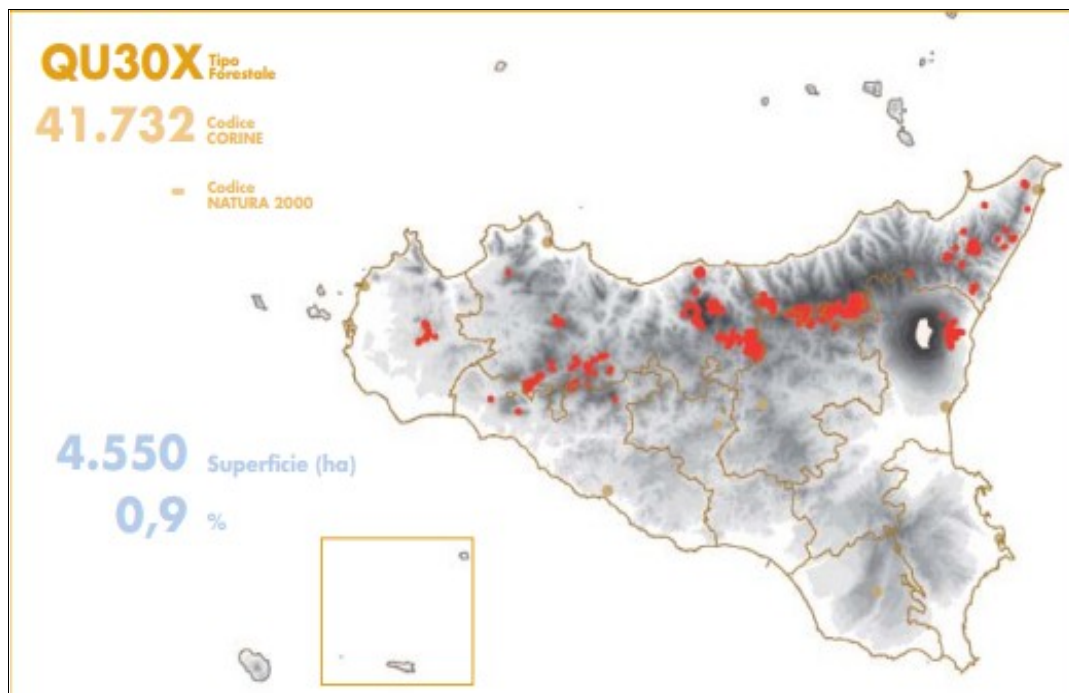 QU30X Tipo
Forestale
41.732 Codice
CORINE
- Codice
NATURA 2000
4.550 Superficie (ha)
0,9 %